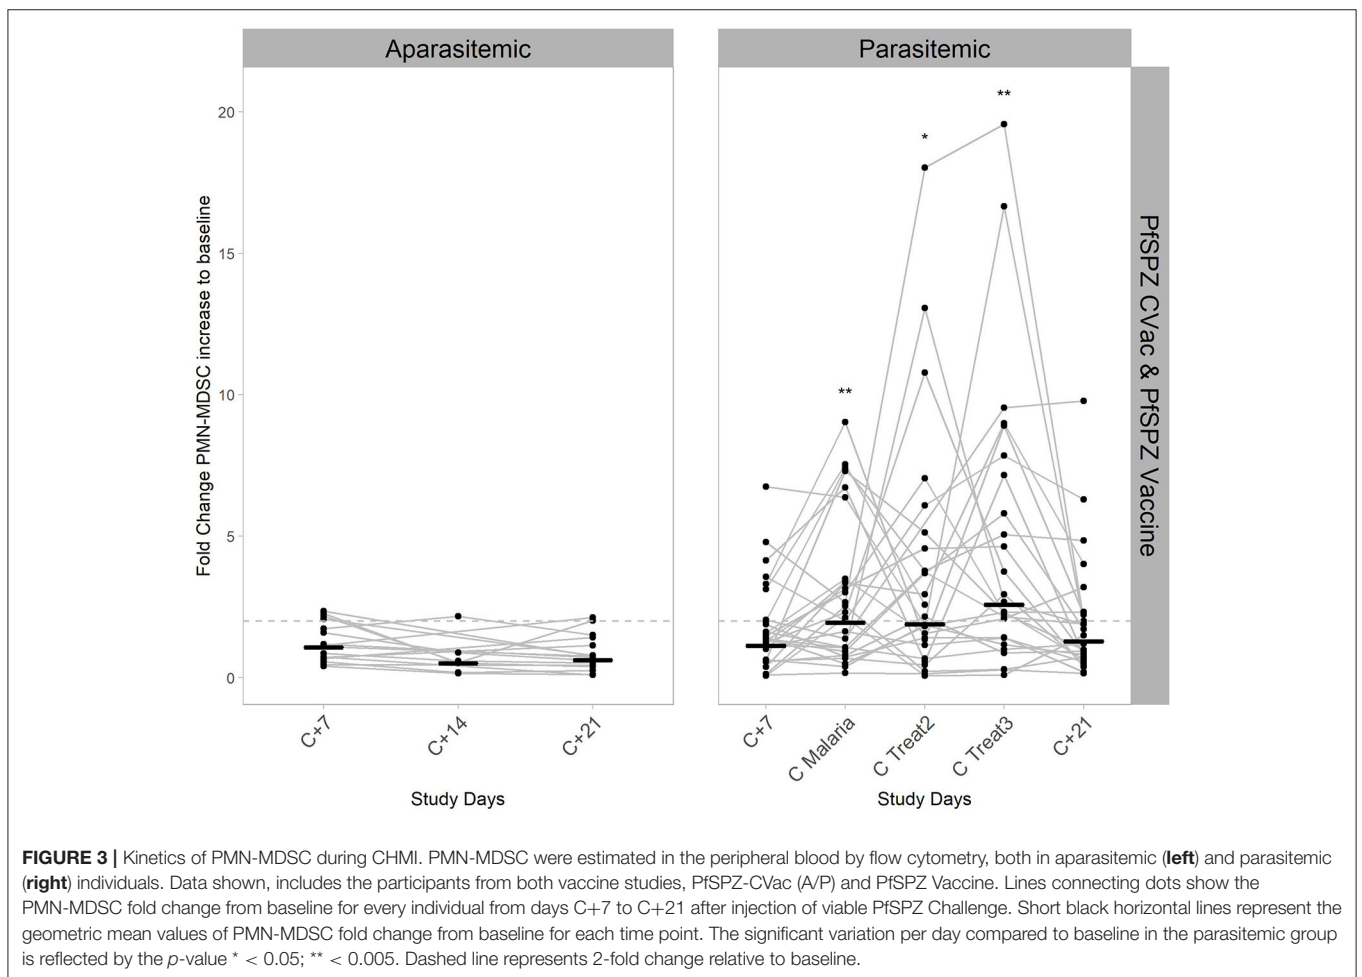 Aparasitemic
Parasitemic
Fold Change PMN-MDSC increase to baseline
20
15
10
5
0
**
*
**
PfSPZ CVac & PfSPZ Vaccine
C+7
C+14
C+21
C+7
C Malaria
C Treat2
C Treat3
C+21
Study Days
Study Days
FIGURE 3 | Kinetics of PMN-MDSC during CHMI. PMN-MDSC were estimated in the peripheral blood by flow cytometry, both in aparasitemic (left) and parasitemic
(right) individuals. Data shown, includes the participants from both vaccine studies, PfSPZ-CVac (A/P) and PfSPZ Vaccine. Lines connecting dots show the
PMN-MDSC fold change from baseline for every individual from days C+7 to C+21 after injection of viable PfSPZ Challenge. Short black horizontal lines represent the
geometric mean values of PMN-MDSC fold change from baseline for each time point. The significant variation per day compared to baseline in the parasitemic group
is reflected by the p-value * < 0.05; ** < 0.005. Dashed line represents 2-fold change relative to baseline.